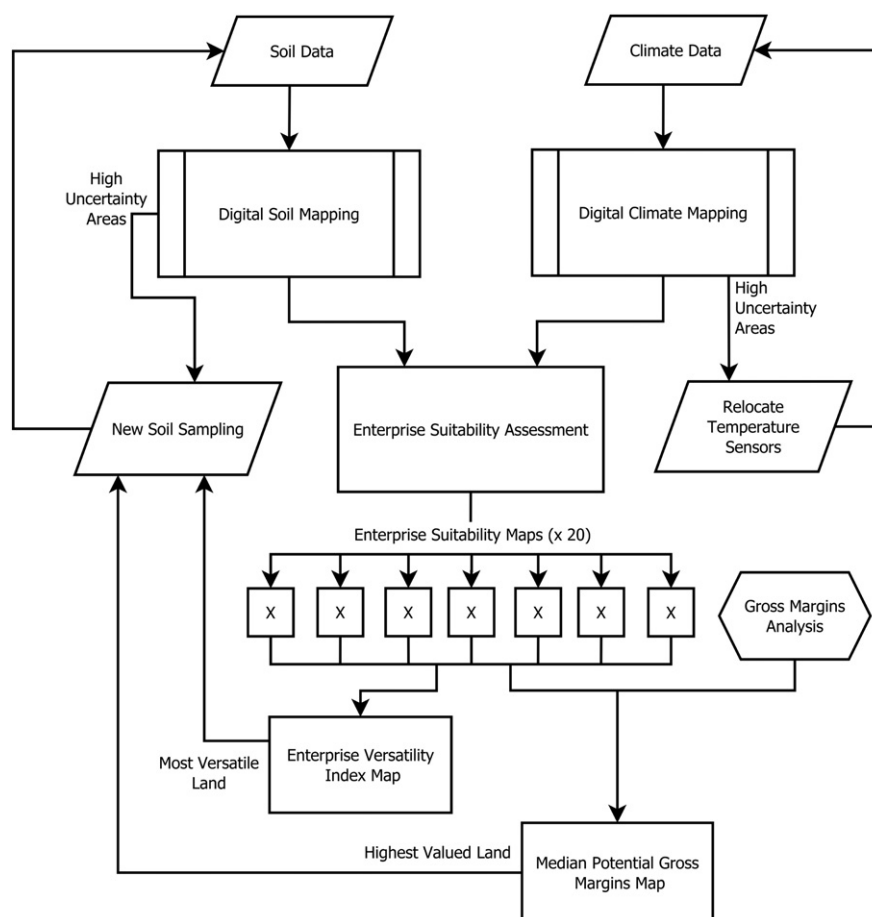 Soil Data
Climate Data
High
Uncertainty
Areas
Digital Soil Mapping
Digital Climate Mapping
High
Uncertainty
Areas
New Soil Sampling
Enterprise Suitability Assessment
Relocate
Temperature
Sensors
Enterprise Suitability Maps (x 20)
X
X
X
X
X
X
X
Gross Margins
Analysis
Most Versatile
Land
Enterprise Versatility
Index Map
Highest Valued Land
Median Potential Gross
Margins Map